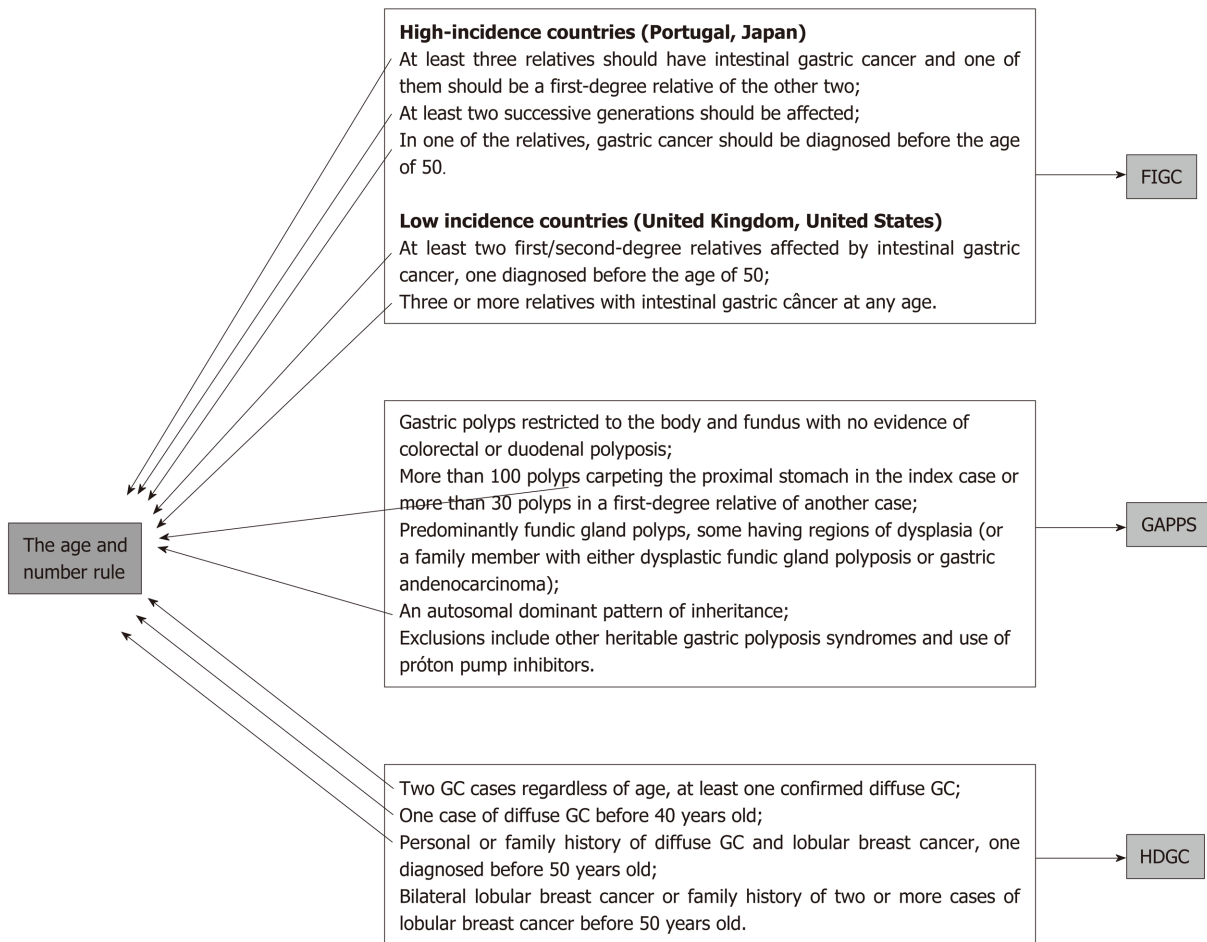 High-incidence countries (Portugal, Japan)
At least three relatives should have intestinal gastric cancer and one of
them should be a first-degree relative of the other two;
At least two successive generations should be affected;
In one of the relatives, gastric cancer should be diagnosed before the age
of 50.
Low incidence countries (United Kingdom, United States)
At least two first/second-degree relatives affected by intestinal gastric
cancer, one diagnosed before the age of 50;
Three or more relatives with intestinal gastric câncer at any age.
FIGC
Gastric polyps restricted to the body and fundus with no evidence of
colorectal or duodenal polyposis;
More than 100 polyps carpeting the proximal stomach in the index case or
more than 30 polyps in a first-degree relative of another case;
Predominantly fundic gland polyps, some having regions of dysplasia (or
a family member with either dysplastic fundic gland polyposis or gastric
andenocarcinoma);
An autosomal dominant pattern of inheritance;
Exclusions include other heritable gastric polyposis syndromes and use of
próton pump inhibitors.
GAPPS
The age and
number rule
Two GC cases regardless of age, at least one confirmed diffuse GC;
One case of diffuse GC before 40 years old;
Personal or family history of diffuse GC and lobular breast cancer, one
diagnosed before 50 years old;
Bilateral lobular breast cancer or family history of two or more cases of
lobular breast cancer before 50 years old.
HDGC